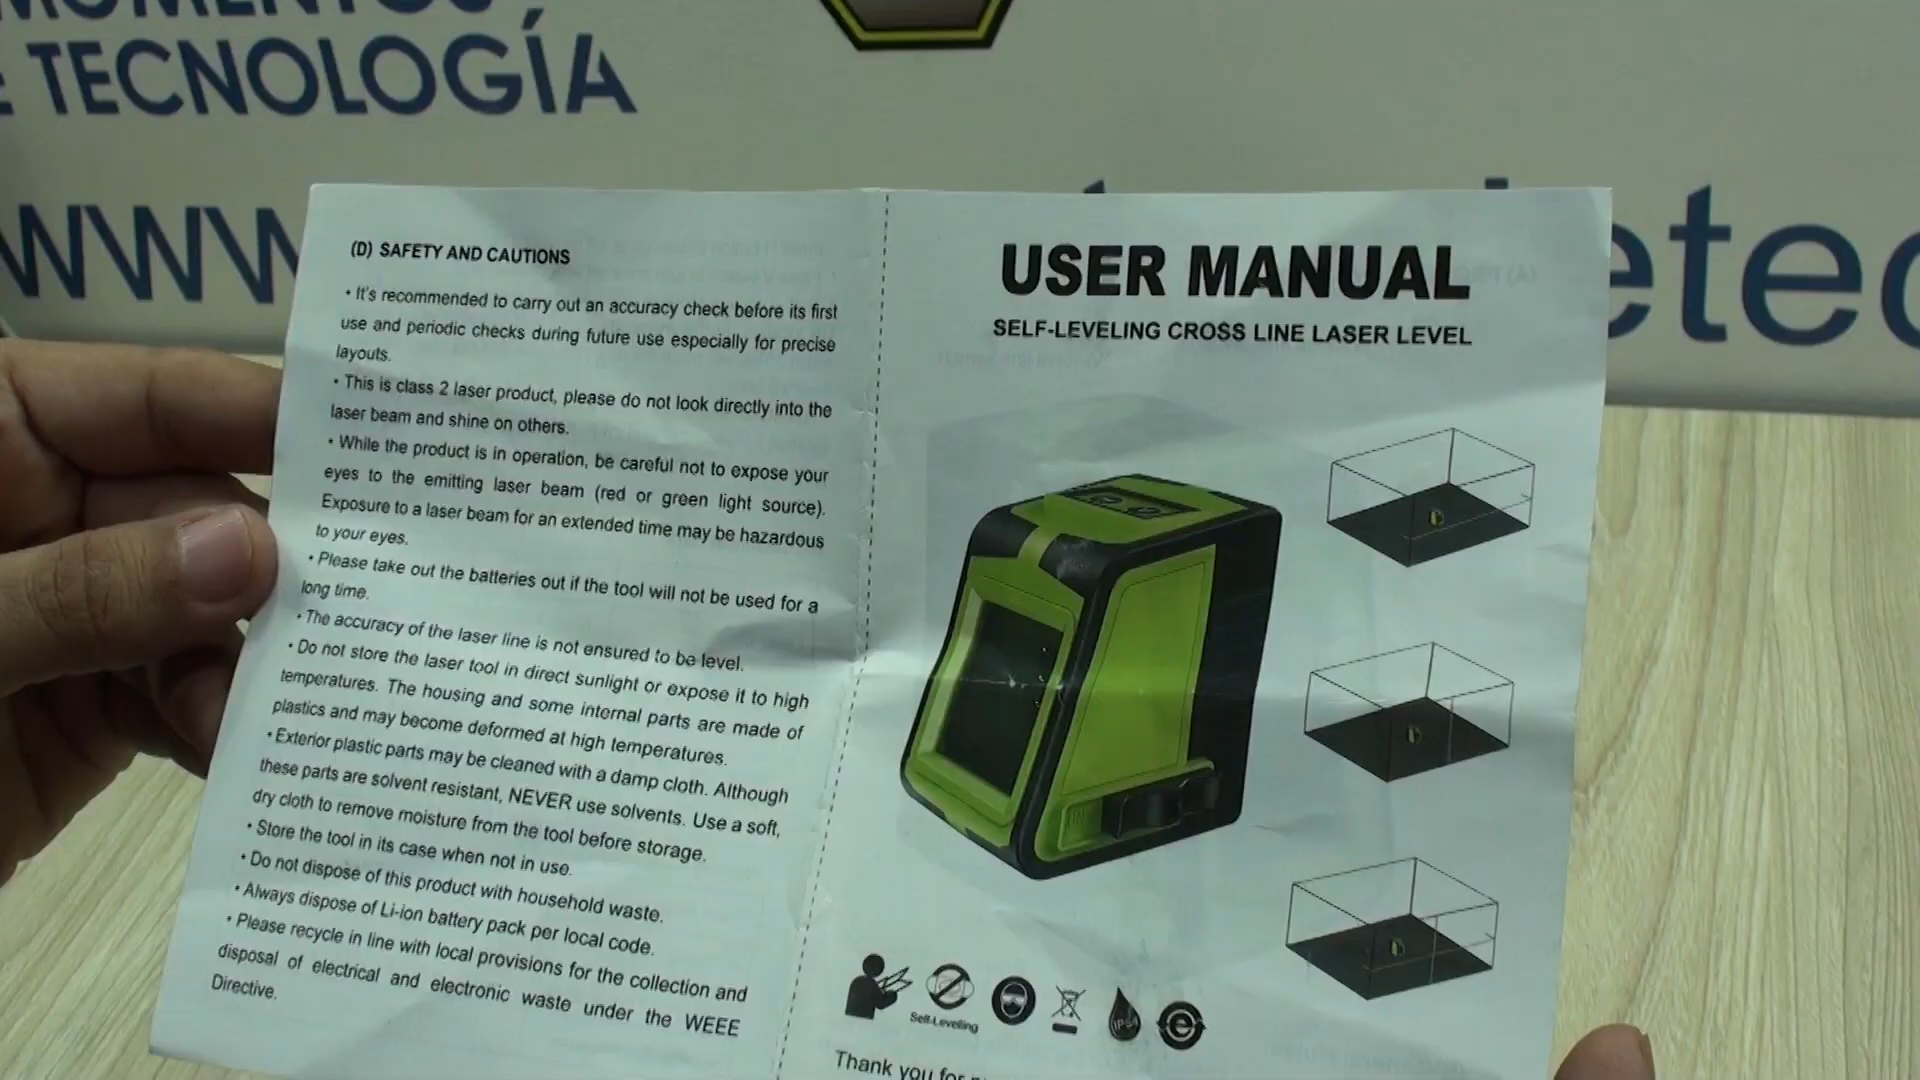 MOMENTOS
E TECNOLOGÍA
www
etec
(D) SAFETY AND CAUTIONS
• It's recommended to carry out an accuracy check before its first
use and periodic checks during future use especially for precise
layouts.
• This is class 2 laser product, please do not look directly into the
laser beam and shine on others.
• While the product is in operation, be careful not to expose your
eyes to the emitting laser beam (red or green light source).
Exposure to a laser beam for an extended time may be hazardous
to your eyes.
• Please take out the batteries out if the tool will not be used for a
long time.
• The accuracy of the laser line is not ensured to be level.
• Do not store the laser tool in direct sunlight or expose it to high
temperatures. The housing and some internal parts are made of
plastics and may become deformed at high temperatures.
• Exterior plastic parts may be cleaned with a damp cloth. Although
these parts are solvent resistant, NEVER use solvents. Use a soft,
dry cloth to remove moisture from the tool before storage.
• Store the tool in its case when not in use.
• Do not dispose of this product with household waste.
• Always dispose of Li-ion battery pack per local code.
• Please recycle in line with local provisions for the collection and
disposal of electrical and electronic waste under the WEEE
Directive.
USER MANUAL
SELF-LEVELING CROSS LINE LASER LEVEL
Self-Levelling
IP54
Thank you for